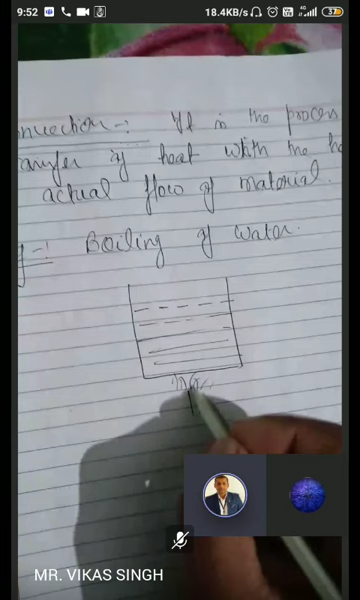 9:52 18.4KB/s 37
nvection :- It is the process
ansfer of heat with the he
actual flow of material.
g :- Boiling of water.
MR. VIKAS SINGH